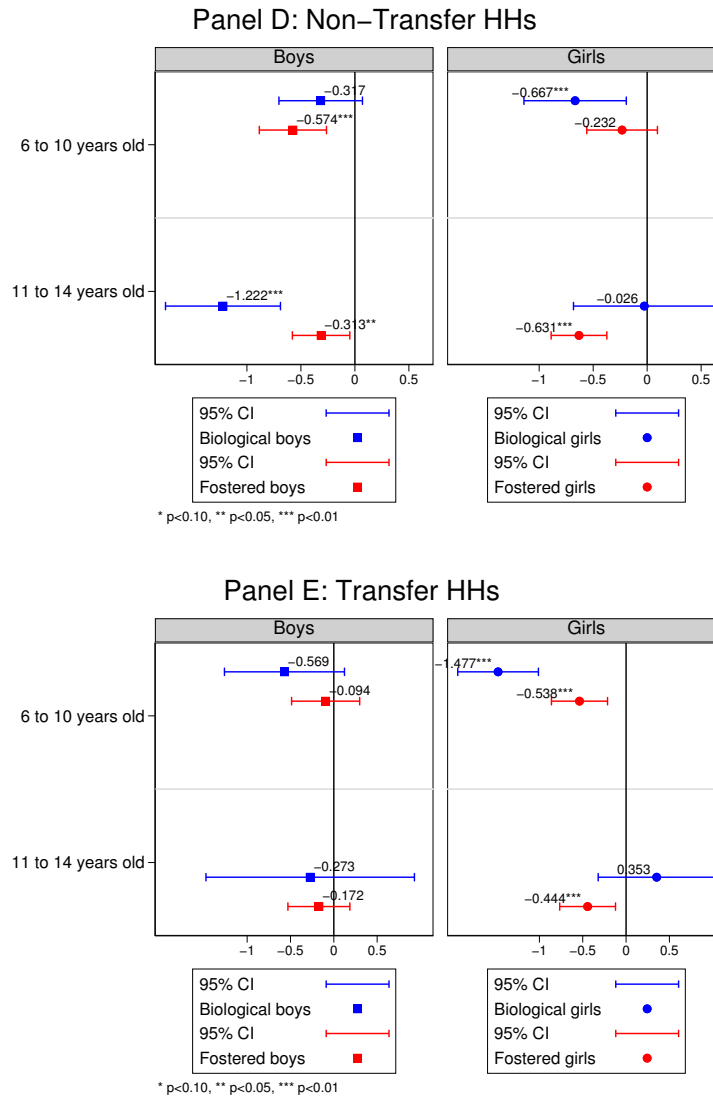 Panel D: Non−Transfer HHs
Boys Girls
−0.317 −0.667***
−0.574*** −0.232
6 to 10 years old
11 to 14 years old
−1.222*** −0.026
−0.313** −0.631***
−1 −0.5 0 0.5 −1 −0.5 0 0.5
95% CI 95% CI
Biological boys Biological girls
95% CI 95% CI
Fostered boys Fostered girls
* p<0.10, ** p<0.05, *** p<0.01
Panel E: Transfer HHs
Boys Girls
−0.569 −1.477***
−0.094 −0.538***
6 to 10 years old
11 to 14 years old
−0.273 0.353
−0.172 −0.444***
−1 −0.5 0 0.5 −1 −0.5 0 0.5
95% CI 95% CI
Biological boys Biological girls
95% CI 95% CI
Fostered boys Fostered girls
* p<0.10, ** p<0.05, *** p<0.01